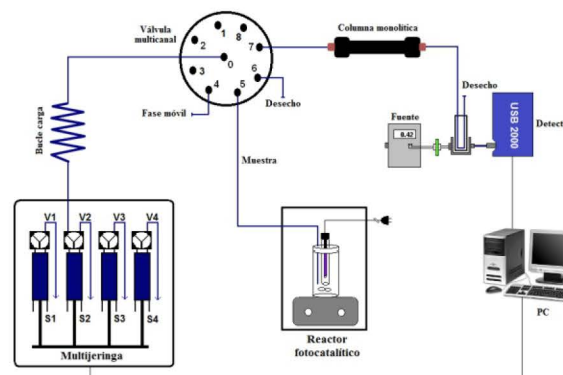 Válvula
multicanal
1
8
2
7
0
3
6
4
5
Columna monolítica
Desecho
Fase móvil
Desecho
Fuente
0.42
USB 2000
Detect
Bucle carga
Muestra
V1 V2 V3 V4
S1 S2 S3 S4
Multijeringa
Reactor
fotocatalítico
PC